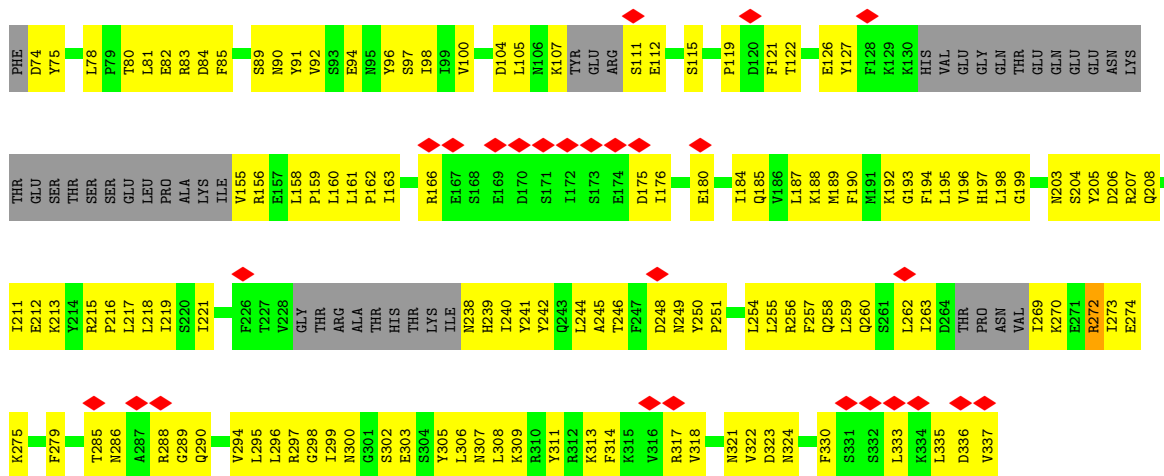 PHE D74 Y75 L78 P79 T80 L81 E82 R83 D84 F85 S89 N90 Y91 V92 S93 E94 N95 Y96 S97 I98 I99 V100 D104 L105 N106 K107 TYR GLU ARG S111 E112 S115 P119 D120 F121 T122 E126 Y127 F128 K129 K130 HIS VAL GLU GLU GLY GLN THR GLU GLN GLU GLU ASN LYS
THR GLU SER THR SER SER GLU LEU PRO ALA LYS ILE V155 R156 E157 L158 P159 L160 L161 P162 I163 R166 E167 S168 E169 D170 S171 I172 S173 E174 D175 I176 E180 I184 Q185 V186 L187 K188 M189 F190 M191 K192 G193 F194 L195 V196 H197 L198 G199 N203 S204 Y205 D206 R207 Q208
I211 E212 K213 Y214 R215 P216 L217 L218 I219 S220 I221 F226 T227 V228 GLY THR ARG ALA THR HIS THR LYS ILE N238 H239 I240 Y241 Y242 Q243 L244 A245 T246 F247 D248 N249 Y250 P251 L254 L255 R256 F257 Q258 L259 Q260 S261 L262 I263 D264 THR PRO ASN VAL I269 K270 E271 R272 I273 E274
K275 F279 T285 N286 A287 R288 G289 Q290 V294 L295 L296 R297 G298 I299 N300 G301 S302 E303 S304 Y305 L306 N307 L308 K309 R310 Y311 R312 K313 F314 K315 V316 R317 V318 N321 V322 D323 N324 F330 S331 S332 L333 K334 L335 D336 V337